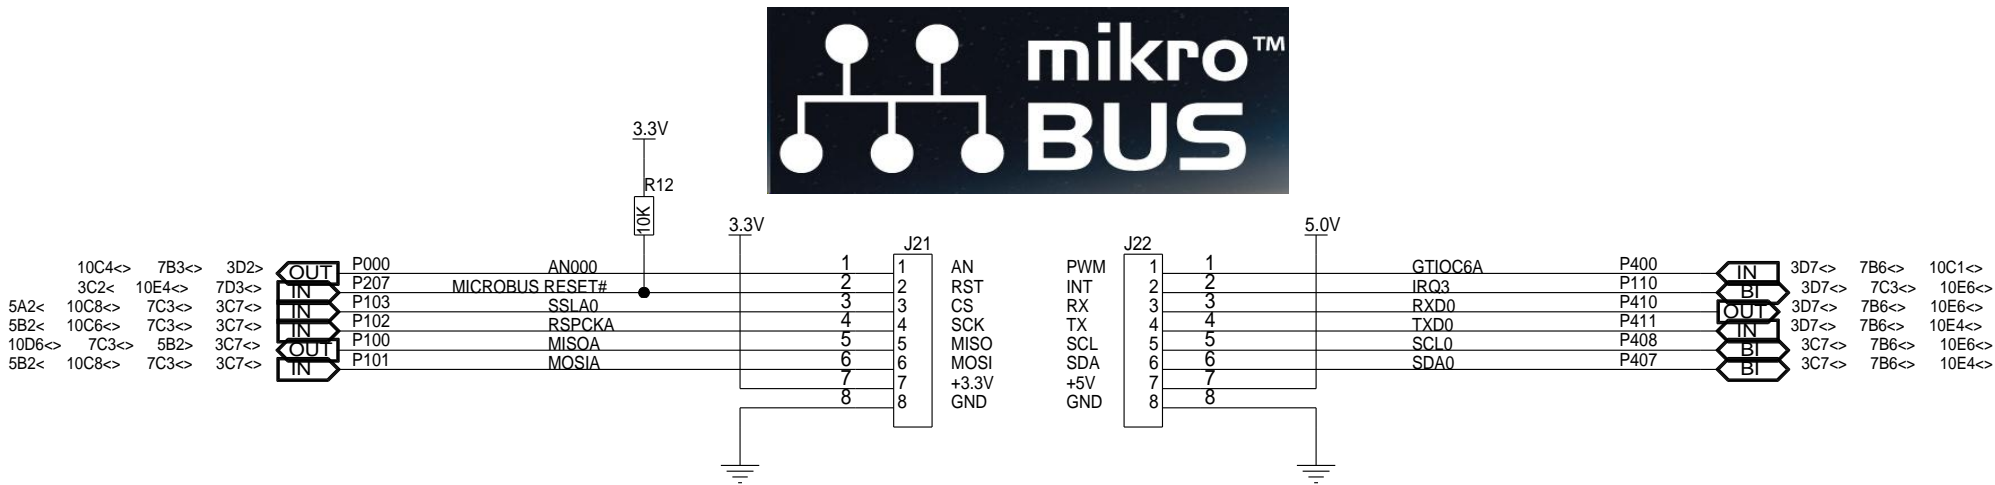 mikro™
BUS
3.3V
R12
10K
3.3V
5.0V
J21
J22
10C4<> 7B3<> 3D2> OUT P000 AN000 1 1 AN PWM 1 1 GTIOC6A P400 IN 3D7<> 7B6<> 10C1<>
3C2< 10E4<> 7D3<> IN P207 MICROBUS RESET# 2 2 RST INT 2 2 IRQ3 P110 BI 3D7<> 7C3<> 10E6<>
5A2< 10C8<> 7C3<> 3C7<> IN P103 SSLA0 3 3 CS RX 3 3 RXD0 P410 OUT 3D7<> 7B6<> 10E6<>
5B2< 10C6<> 7C3<> 3C7<> IN P102 RSPCKA 4 4 SCK TX 4 4 TXD0 P411 IN 3D7<> 7B6<> 10E4<>
10D6<> 7C3<> 5B2> 3C7<> OUT P100 MISOA 5 5 MISO SCL 5 5 SCL0 P408 BI 3C7<> 7B6<> 10E6<>
5B2< 10C8<> 7C3<> 3C7<> IN P101 MOSIA 6 6 MOSI SDA 6 6 SDA0 P407 BI 3C7<> 7B6<> 10E4<>
7 7 +3.3V +5V 7 7
8 8 GND GND 8 8